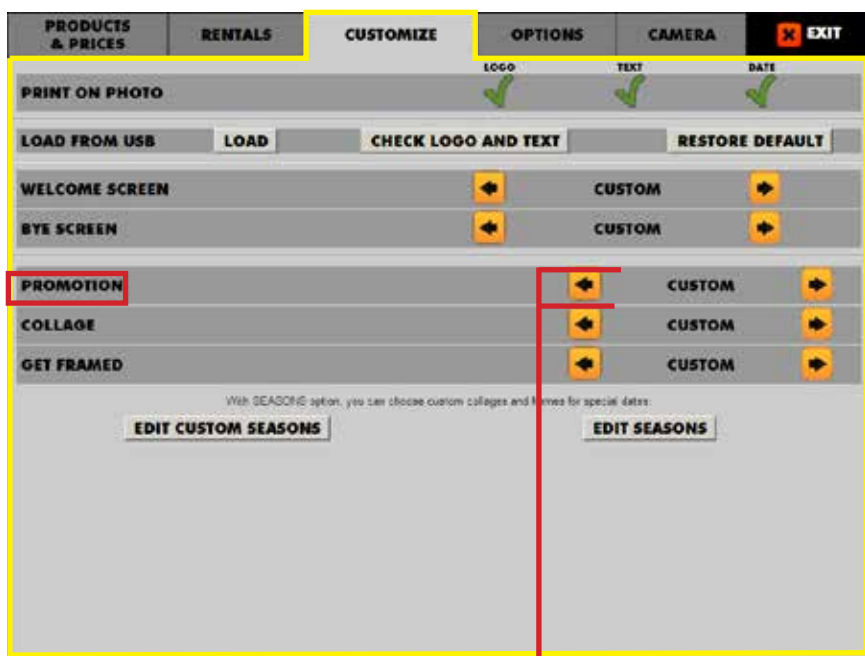 PRODUCTS & PRICES RENTALS CUSTOMIZE OPTIONS CAMERA X EXIT
LOGO TEXT DATE
PRINT ON PHOTO
LOAD FROM USB LOAD CHECK LOGO AND TEXT RESTORE DEFAULT
WELCOME SCREEN CUSTOM
BYE SCREEN CUSTOM
PROMOTION CUSTOM
COLLAGE CUSTOM
GET FRAMED CUSTOM
With SEASONS option, you can choose custom collages and frames for special dates:
EDIT CUSTOM SEASONS EDIT SEASONS